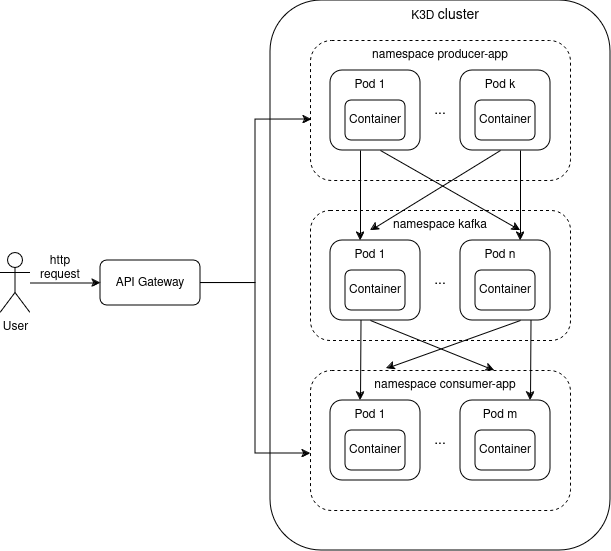 K3D cluster
namespace producer-app
Pod 1
Pod k
Container
...
Container
namespace kafka
Pod 1
Pod n
Container
...
Container
http
request
API Gateway
User
namespace consumer-app
Pod 1
Pod m
Container
...
Container